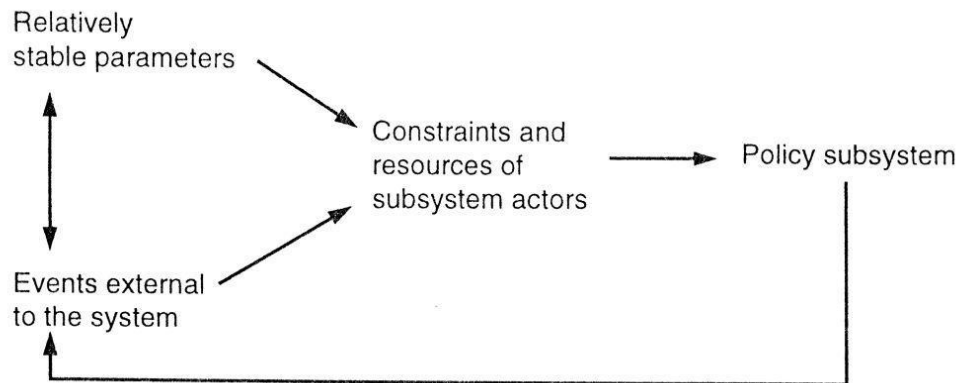 Relatively
stable parameters
Constraints and
resources of
subsystem actors
Policy subsystem
Events external
to the system